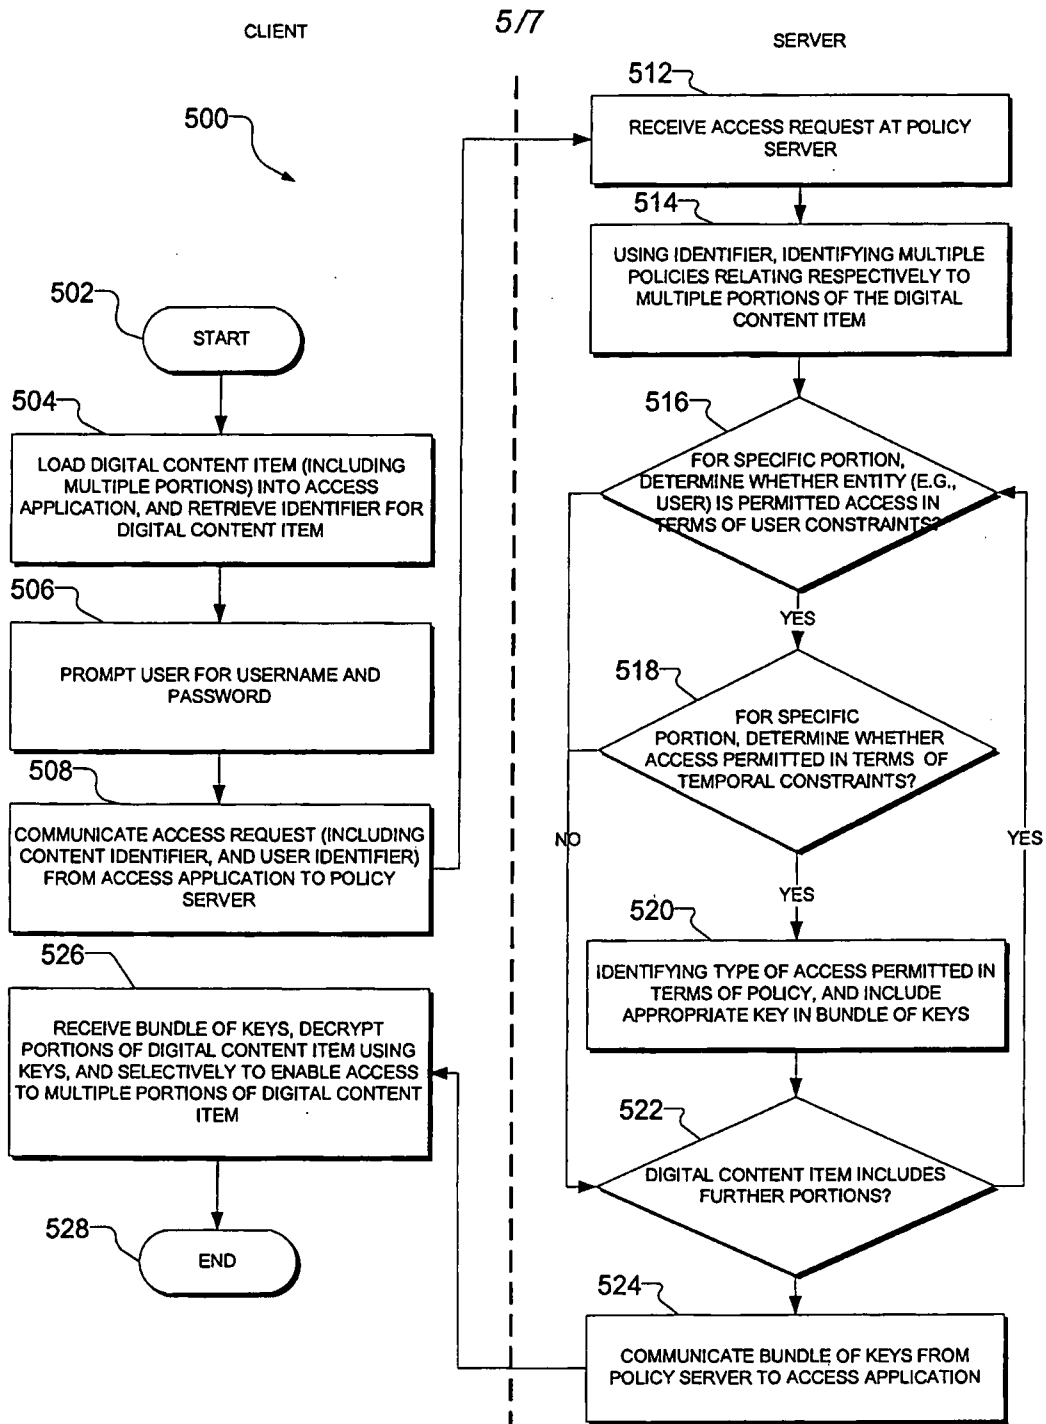 CLIENT
5/7
SERVER
500
502
START
504
LOAD DIGITAL CONTENT ITEM (INCLUDING
MULTIPLE PORTIONS) INTO ACCESS
APPLICATION, AND RETRIEVE IDENTIFIER FOR
DIGITAL CONTENT ITEM
506
PROMPT USER FOR USERNAME AND
PASSWORD
508
COMMUNICATE ACCESS REQUEST (INCLUDING
CONTENT IDENTIFIER, AND USER IDENTIFIER)
FROM ACCESS APPLICATION TO POLICY
SERVER
512
RECEIVE ACCESS REQUEST AT POLICY
SERVER
514
USING IDENTIFIER, IDENTIFYING MULTIPLE
POLICIES RELATING RESPECTIVELY TO
MULTIPLE PORTIONS OF THE DIGITAL
CONTENT ITEM
516
FOR SPECIFIC PORTION,
DETERMINE WHETHER ENTITY (E.G.,
USER) IS PERMITTED ACCESS IN
TERMS OF USER CONSTRAINTS?
YES
518
FOR SPECIFIC
PORTION, DETERMINE WHETHER
ACCESS PERMITTED IN TERMS OF
TEMPORAL CONSTRAINTS?
NO
YES
YES
520
IDENTIFYING TYPE OF ACCESS PERMITTED IN
TERMS OF POLICY, AND INCLUDE
APPROPRIATE KEY IN BUNDLE OF KEYS
522
DIGITAL CONTENT ITEM INCLUDES
FURTHER PORTIONS?
524
COMMUNICATE BUNDLE OF KEYS FROM
POLICY SERVER TO ACCESS APPLICATION
526
RECEIVE BUNDLE OF KEYS, DECRYPT
PORTIONS OF DIGITAL CONTENT ITEM USING
KEYS, AND SELECTIVELY TO ENABLE ACCESS
TO MULTIPLE PORTIONS OF DIGITAL CONTENT
ITEM
528
END